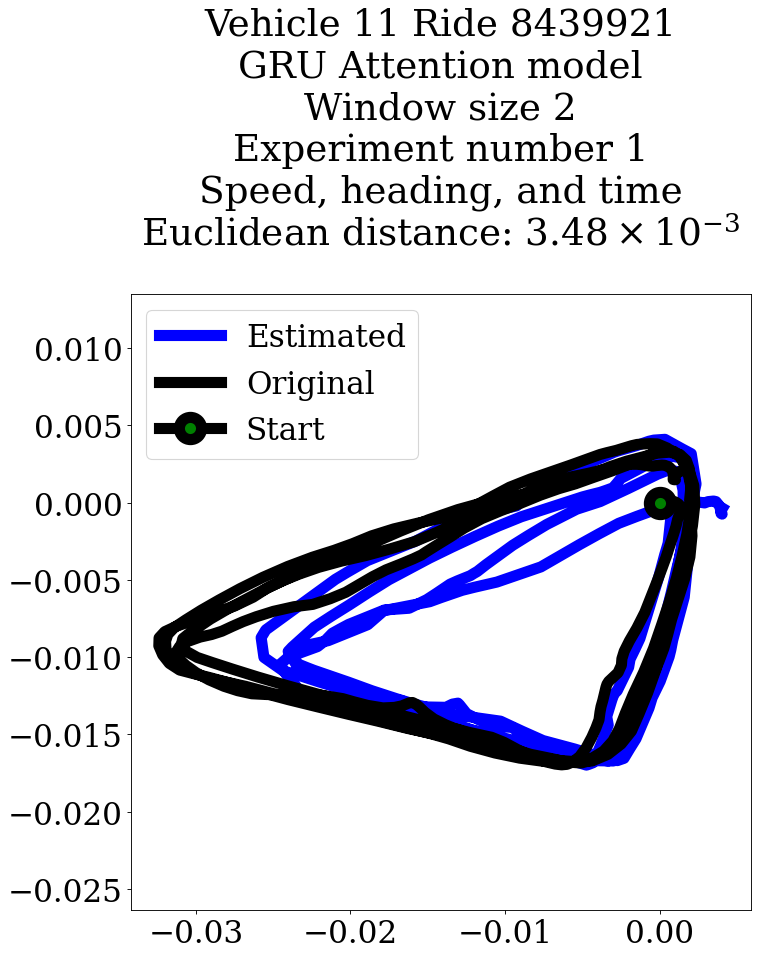 Vehicle 11 Ride 8439921
GRU Attention model
Window size 2
Experiment number 1
Speed, heading, and time
Euclidean distance: 3.48 × 10⁻³
Estimated
Original
Start
0.010
0.005
0.000
−0.005
−0.010
−0.015
−0.020
−0.025
−0.03 −0.02 −0.01 0.00